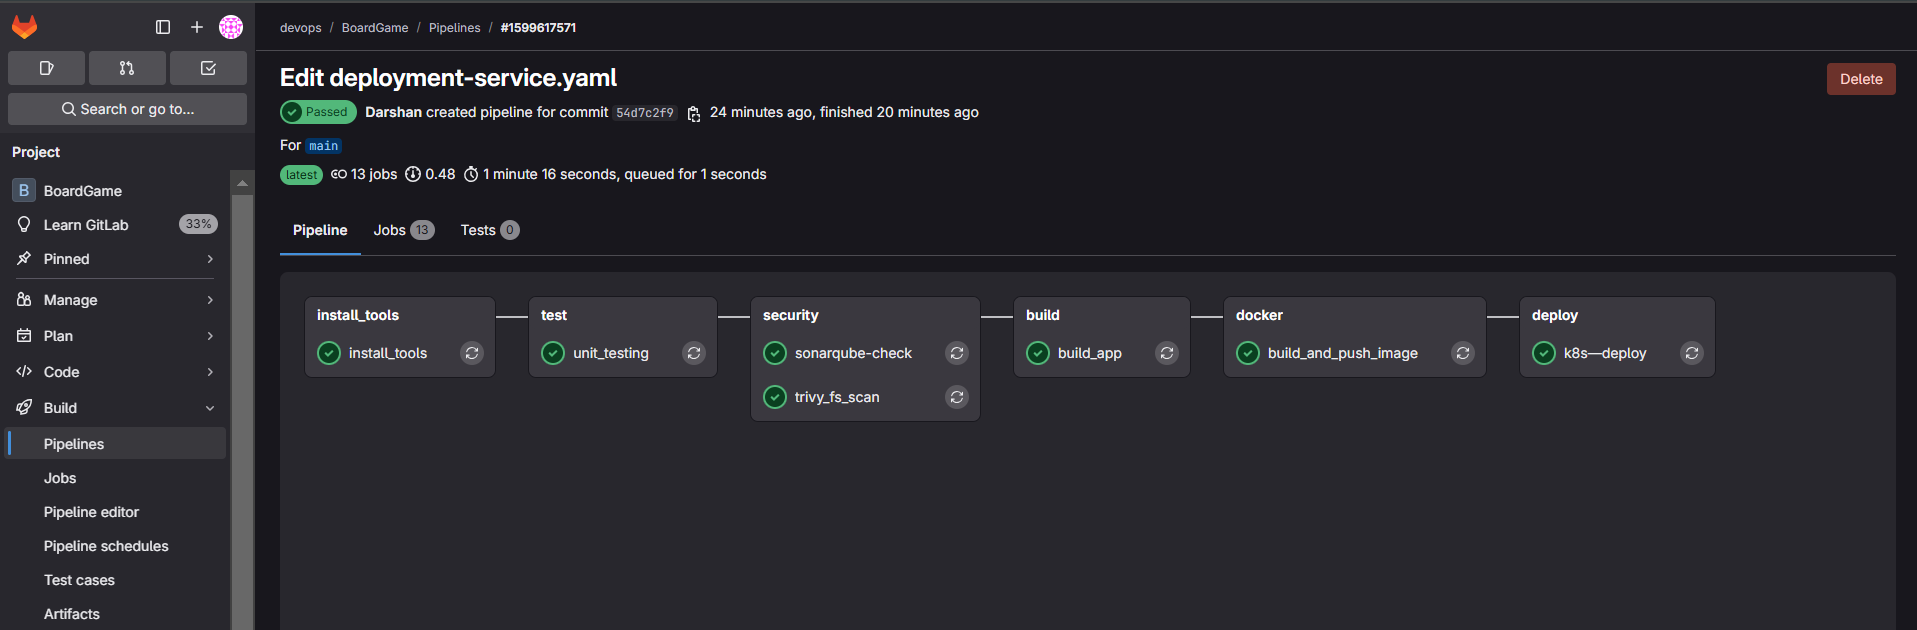 devops / BoardGame / Pipelines / #1599617571
Search or go to...
Project
B BoardGame
Learn GitLab 33%
Pinned
Manage
Plan
Code
Build
Pipelines
Jobs
Pipeline editor
Pipeline schedules
Test cases
Artifacts
Edit deployment-service.yaml
Delete
Passed Darshan created pipeline for commit 54d7c2f9 24 minutes ago, finished 20 minutes ago
For main
latest 13 jobs 0.48 1 minute 16 seconds, queued for 1 seconds
Pipeline Jobs 13 Tests 0
install_tools
install_tools
test
unit_testing
security
sonarqube-check
trivy_fs_scan
build
build_app
docker
build_and_push_image
deploy
k8s—deploy